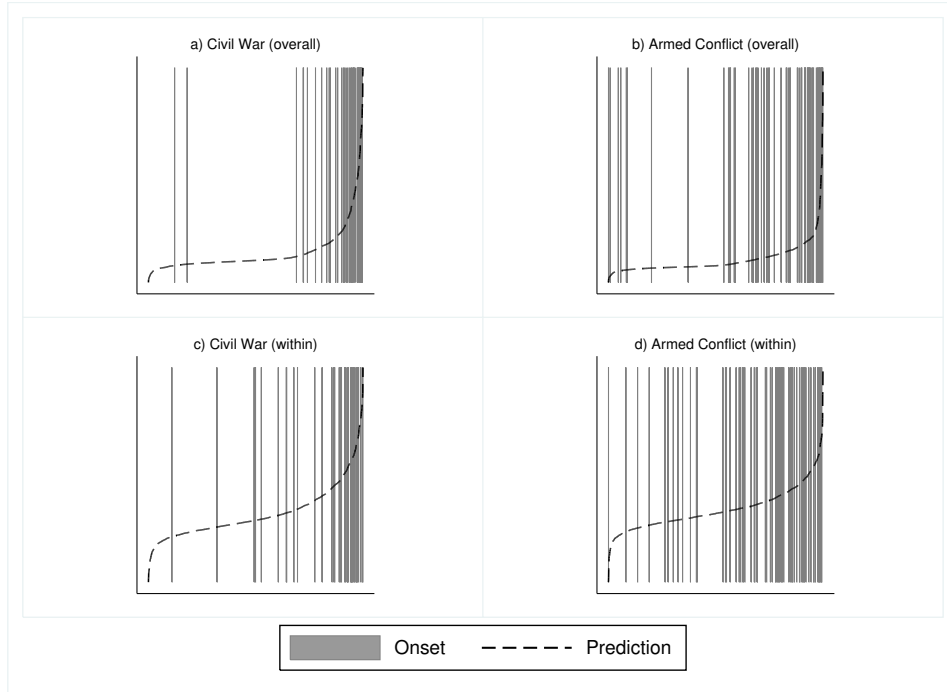 a) Civil War (overall)
b) Armed Conflict (overall)
c) Civil War (within)
d) Armed Conflict (within)
Onset
Prediction